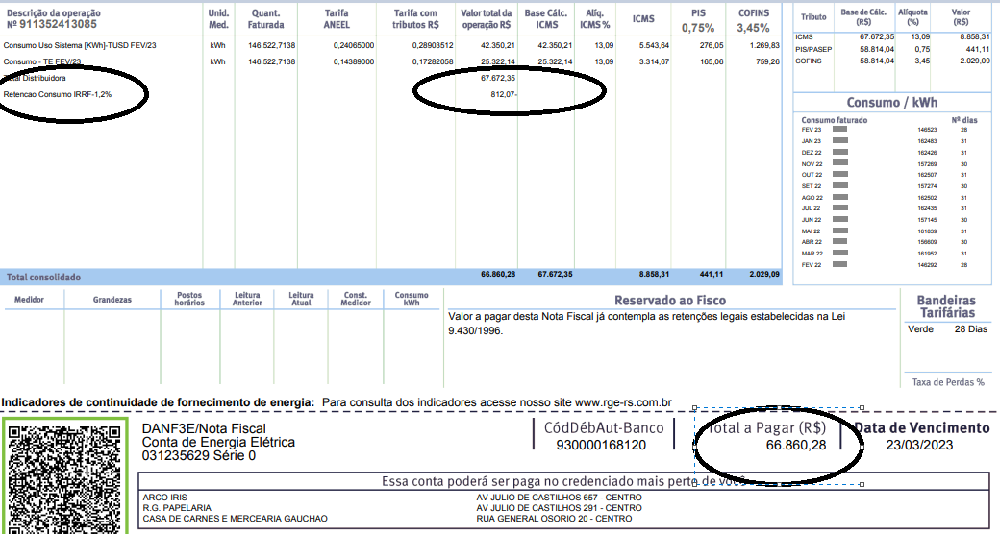 Descrição da operação Nº 911352413085 Unid. Med. Quant. Faturada Tarifa ANEEL Tarifa com tributos R$ Valor total da operação R$ Base Cálc. ICMS Alíq. ICMS % ICMS PIS 0,75% COFINS 3,45%
Consumo Uso Sistema [KWh]-TUSD FEV/23 kWh 146.522,7138 0,24065000 0,28903512 42.350,21 42.350,21 13,09 5.543,64 276,05 1.269,83
Consumo - TE FEV/23 kWh 146.522,7138 0,14389000 0,17282058 25.322,14 25.322,14 13,09 3.314,67 165,06 759,26
Total Distribuidora 67.672,35
Retencao Consumo IRRF-1,2% 812,07-
Total consolidado 66.860,28 67.672,35 8.858,31 441,11 2.029,09
Tributo Base de Cálc. (R$) Alíquota (%) Valor (R$)
ICMS 67.672,35 13,09 8.858,31
PIS/PASEP 58.814,04 0,75 441,11
COFINS 58.814,04 3,45 2.029,09
Consumo / kWh
Consumo faturado Nº dias
FEV 23 146523 28
JAN 23 162483 31
DEZ 22 162426 31
NOV 22 157269 30
OUT 22 162507 31
SET 22 157274 30
AGO 22 162502 31
JUL 22 162435 31
JUN 22 157145 30
MAI 22 161839 31
ABR 22 156609 30
MAR 22 161952 31
FEV 22 146292 28
Medidor Grandezas Postos horários Leitura Anterior Leitura Atual Const. Medidor Consumo kWh
Reservado ao Fisco
Valor a pagar desta Nota Fiscal já contempla as retenções legais estabelecidas na Lei
9.430/1996.
Bandeiras
Tarifárias
Verde 28 Dias
Taxa de Perdas %
Indicadores de continuidade de fornecimento de energia: Para consulta dos indicadores acesse nosso site www.rge-rs.com.br
DANF3E/Nota Fiscal
Conta de Energia Elétrica
031235629 Série 0
CódDébAut-Banco
930000168120
Total a Pagar (R$)
66.860,28
Data de Vencimento
23/03/2023
Essa conta poderá ser paga no credenciado mais perto de você
ARCO IRIS AV JULIO DE CASTILHOS 657 - CENTRO
R.G. PAPELARIA AV JULIO DE CASTILHOS 291 - CENTRO
CASA DE CARNES E MERCEARIA GAUCHAO RUA GENERAL OSORIO 20 - CENTRO